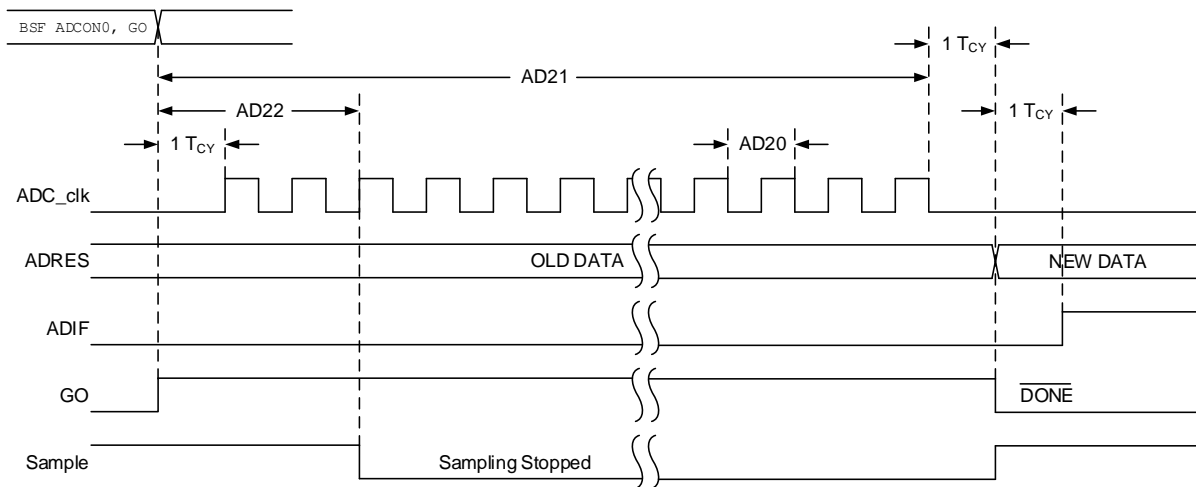 BSF ADCON0, GO
1 TCY
AD21
1 TCY
AD22
1 TCY
AD20
ADC_clk
ADRES
OLD DATA
NEW DATA
ADIF
GO
DONE
Sample
Sampling Stopped